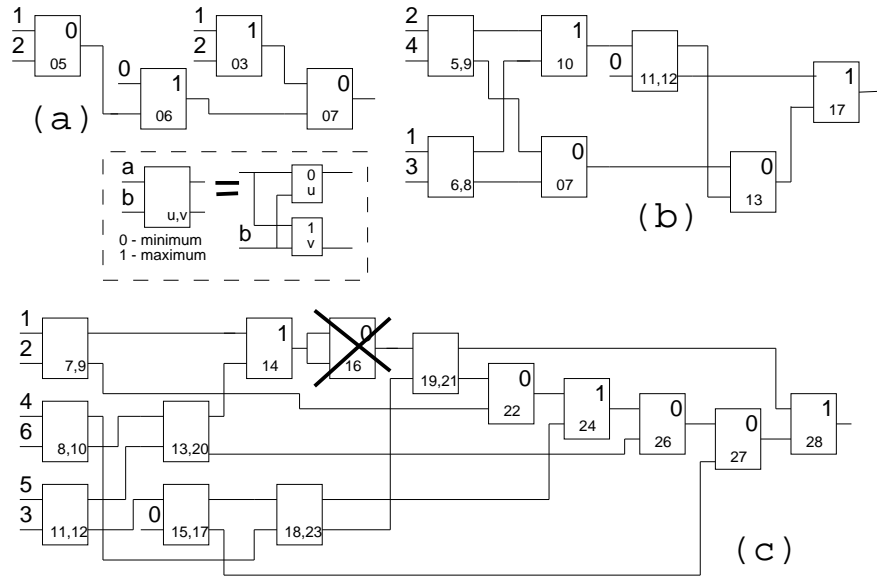 1 0 1 1
2 05 2 03
0 1 0
06 07
(a)
2 1
4 5,9 10 0 11,12 1
17
1 0
3 6,8 07 0
13
(b)
a 0
b u
u,v = 1
b v
0 - minimum
1 - maximum
1 1 0
2 7,9 14 16 19,21 0
22 1
24 0
26 0
27 1
28
4
6 8,10 13,20
5
3 11,12 0 15,17 18,23
(c)